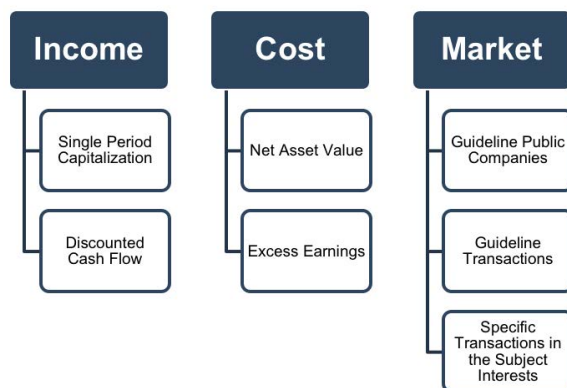 Income
Single Period
Capitalization
Discounted
Cash Flow
Cost
Net Asset Value
Excess Earnings
Market
Guideline Public
Companies
Guideline
Transactions
Specific
Transactions in
the Subject
Interests